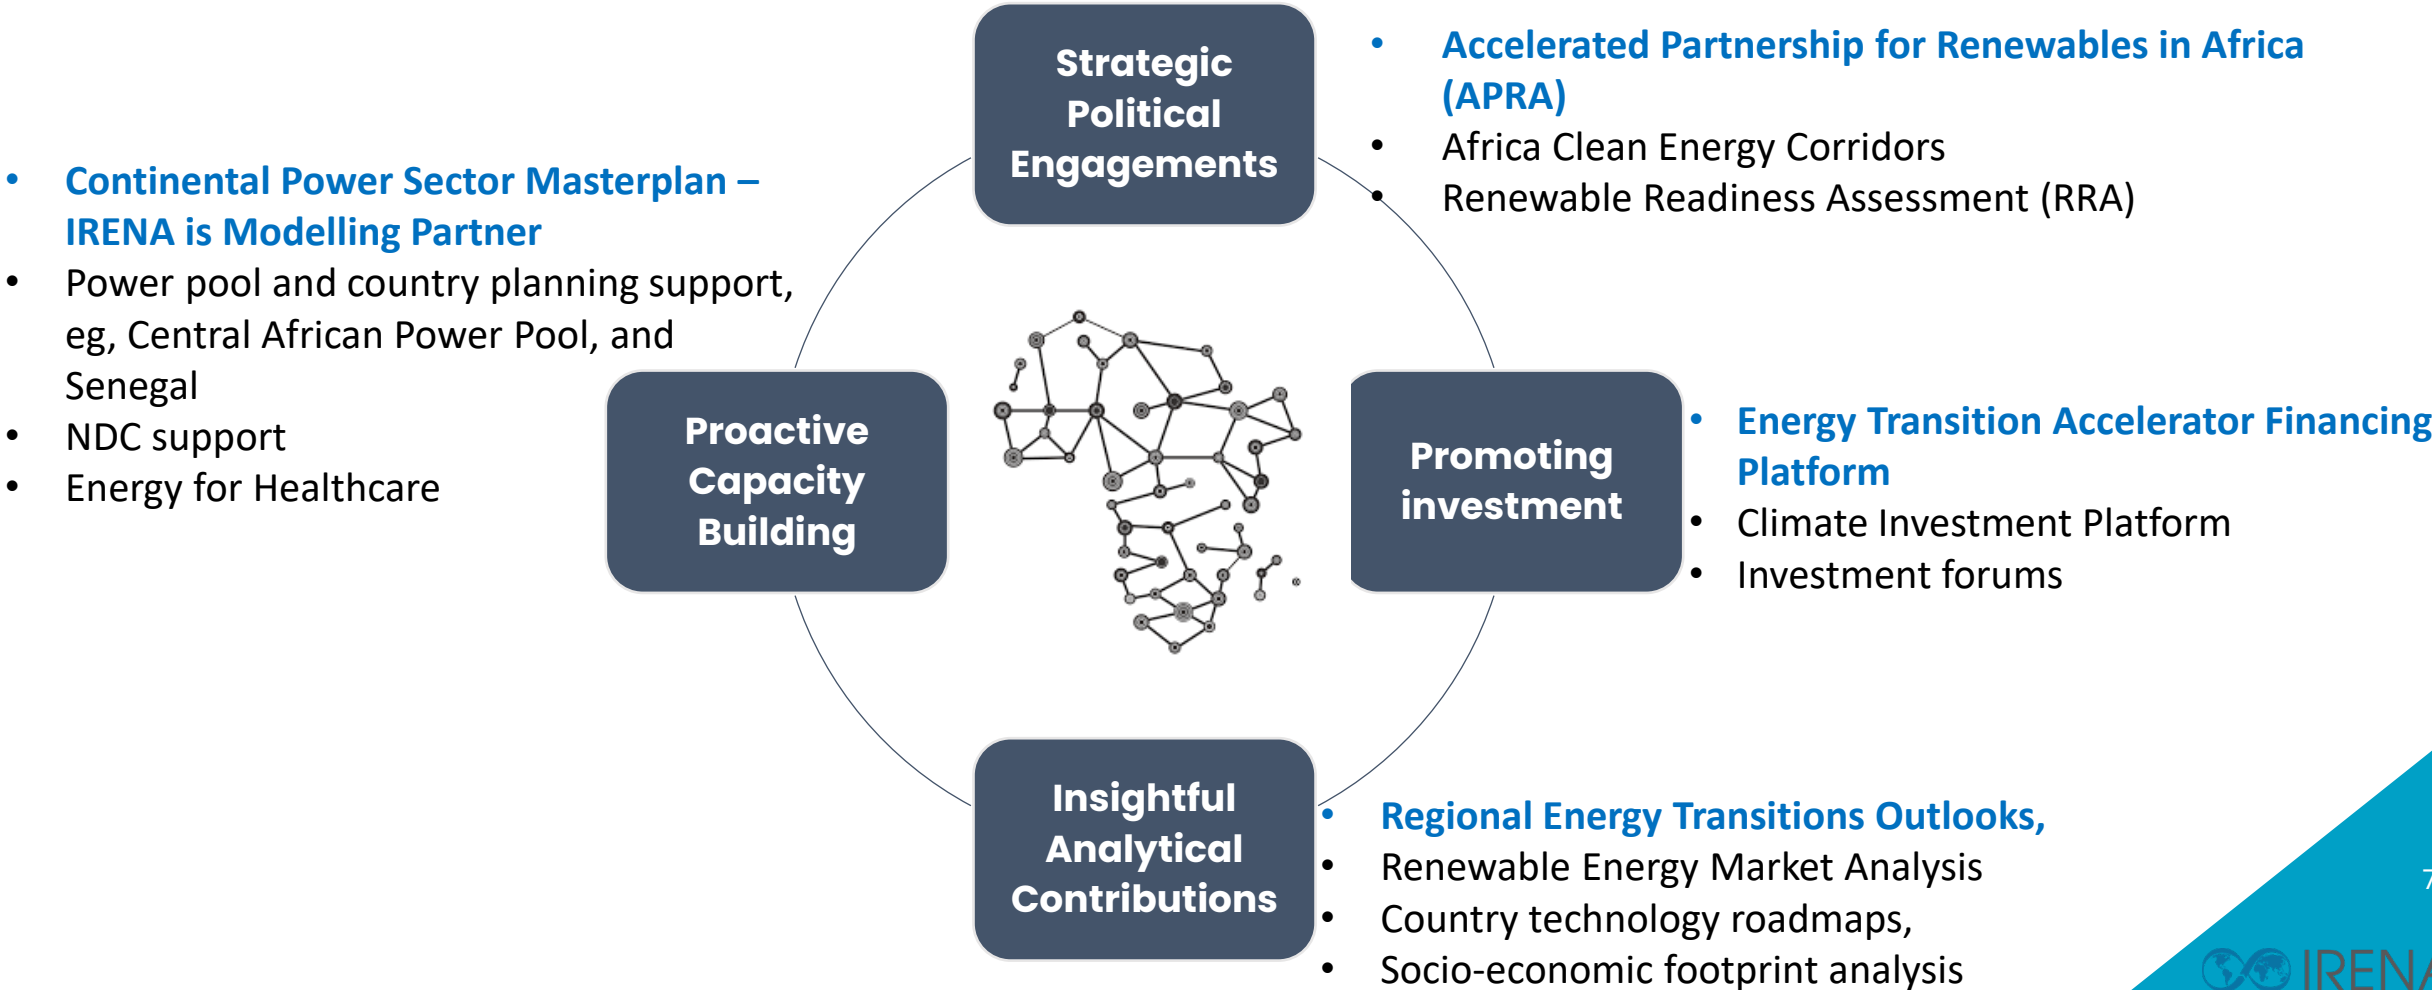 Strategic
Political
Engagements
• Accelerated Partnership for Renewables in Africa
(APRA)
• Africa Clean Energy Corridors
• Renewable Readiness Assessment (RRA)
• Continental Power Sector Masterplan –
IRENA is Modelling Partner
• Power pool and country planning support,
eg, Central African Power Pool, and
Senegal
• NDC support
• Energy for Healthcare
Proactive
Capacity
Building
Promoting
investment
• Energy Transition Accelerator Financing
Platform
• Climate Investment Platform
• Investment forums
Insightful
Analytical
Contributions
• Regional Energy Transitions Outlooks,
• Renewable Energy Market Analysis
• Country technology roadmaps,
• Socio-economic footprint analysis
7
IRENA